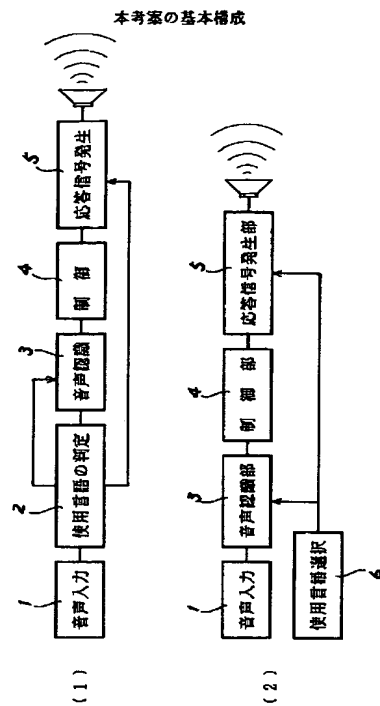 本考案の基本構成
(1)
1
音声入力
2
使用言語の判定
3
音声認識
4
制御
5
応答信号発生
(2)
1
音声入力
3
音声認識部
4
制御部
5
応答信号発生部
6
使用言語選択